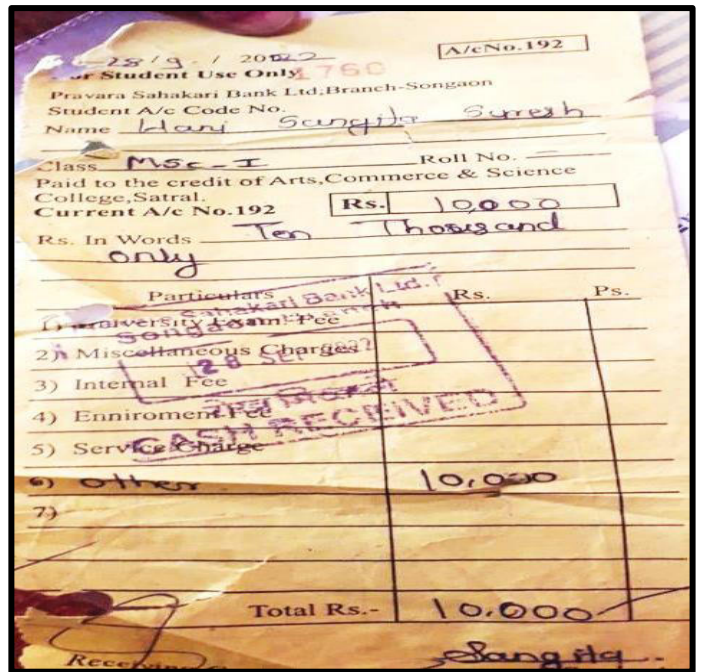 28/9/2022
A/cNo.192
Student Use Only 1760
Pravara Sahakari Bank Ltd,Branch-Songaon
Student A/c Code No.
Name Hari Sangita Suresh
Class MSc-I Roll No.
Paid to the credit of Arts,Commerce & Science
College,Satral.
Current A/c No.192 Rs. 10,000
Rs. In Words Ten Thousand
only
Particulars Rs. Ps.
Sahakari Bank Ltd.
1) University Exam Fee
Songaon
2) Miscellaneous Charges
28 SEP 2022
3) Internal Fee
4) Enniroment Fee
CASH RECEIVED
5) Service Charge
6) other 10,000
7)
Total Rs.- 10,000
Sangita